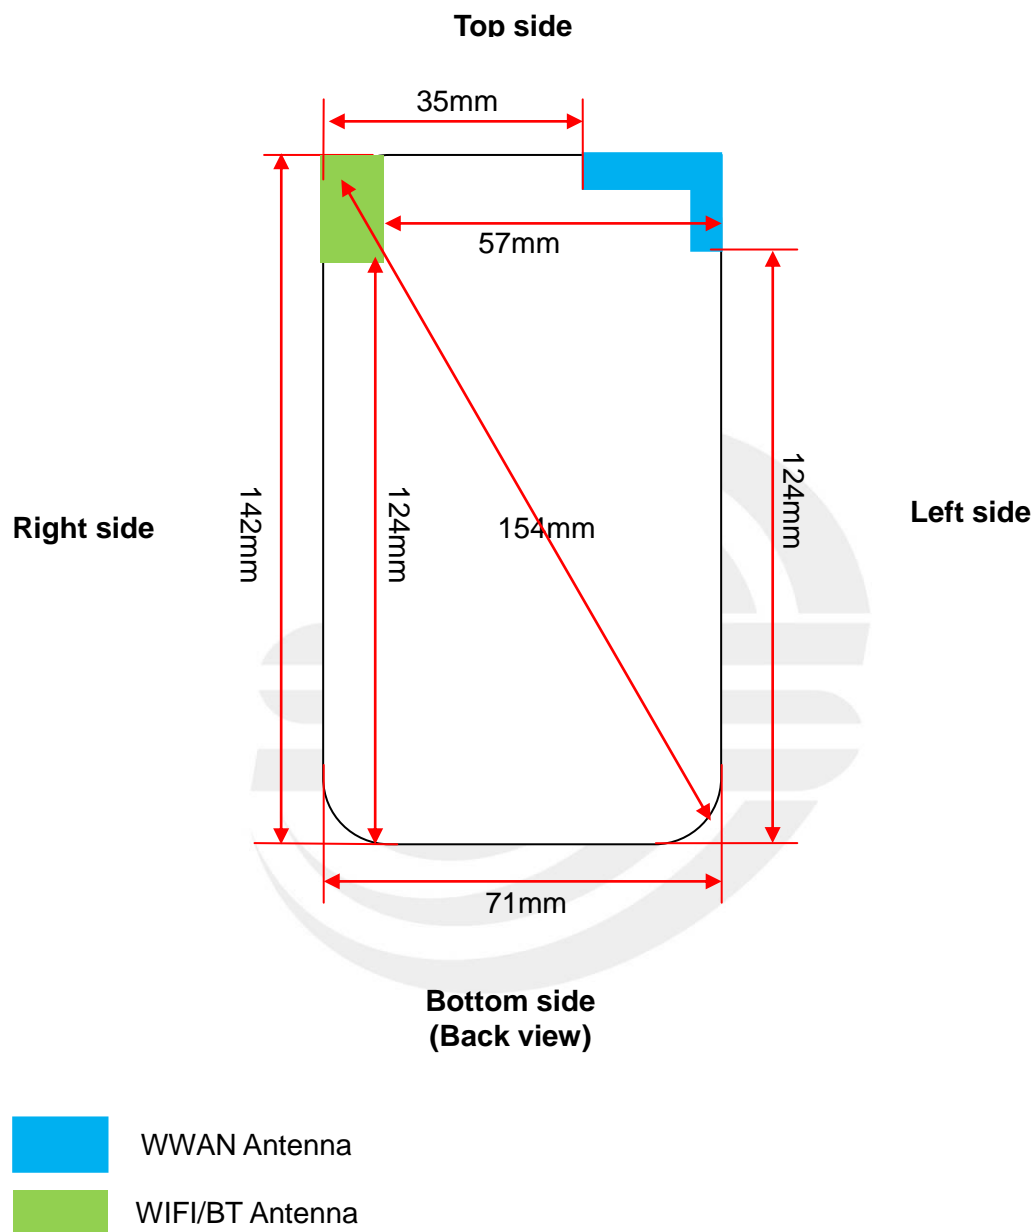 Top side
35mm
57mm
142mm
124mm
154mm
124mm
Right side
Left side
71mm
Bottom side
(Back view)
WWAN Antenna
WIFI/BT Antenna